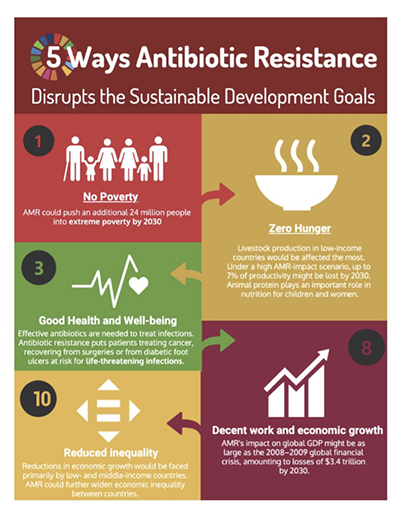 5 Ways Antibiotic Resistance
Disrupts the Sustainable Development Goals
1
No Poverty
AMR could push an additional 24 million people
into extreme poverty by 2030
2
Zero Hunger
Livestock production in low-income
countries would be affected the most.
Under a high AMR-impact scenario, up to
7% of productivity might be lost by 2030.
Animal protein plays an important role in
nutrition for children and women.
3
Good Health and Well-being
Effective antibiotics are needed to treat infections.
Antibiotic resistance puts patients treating cancer,
recovering from surgeries or from diabetic foot
ulcers at risk for life-threatening infections.
8
Decent work and economic growth
AMR's impact on global GDP might be as
large as the 2008–2009 global financial
crisis, amounting to losses of $3.4 trillion
by 2030.
10
Reduced inequality
Reductions in economic growth would be faced
primarily by low- and middle-income countries.
AMR could further widen economic inequality
between countries.